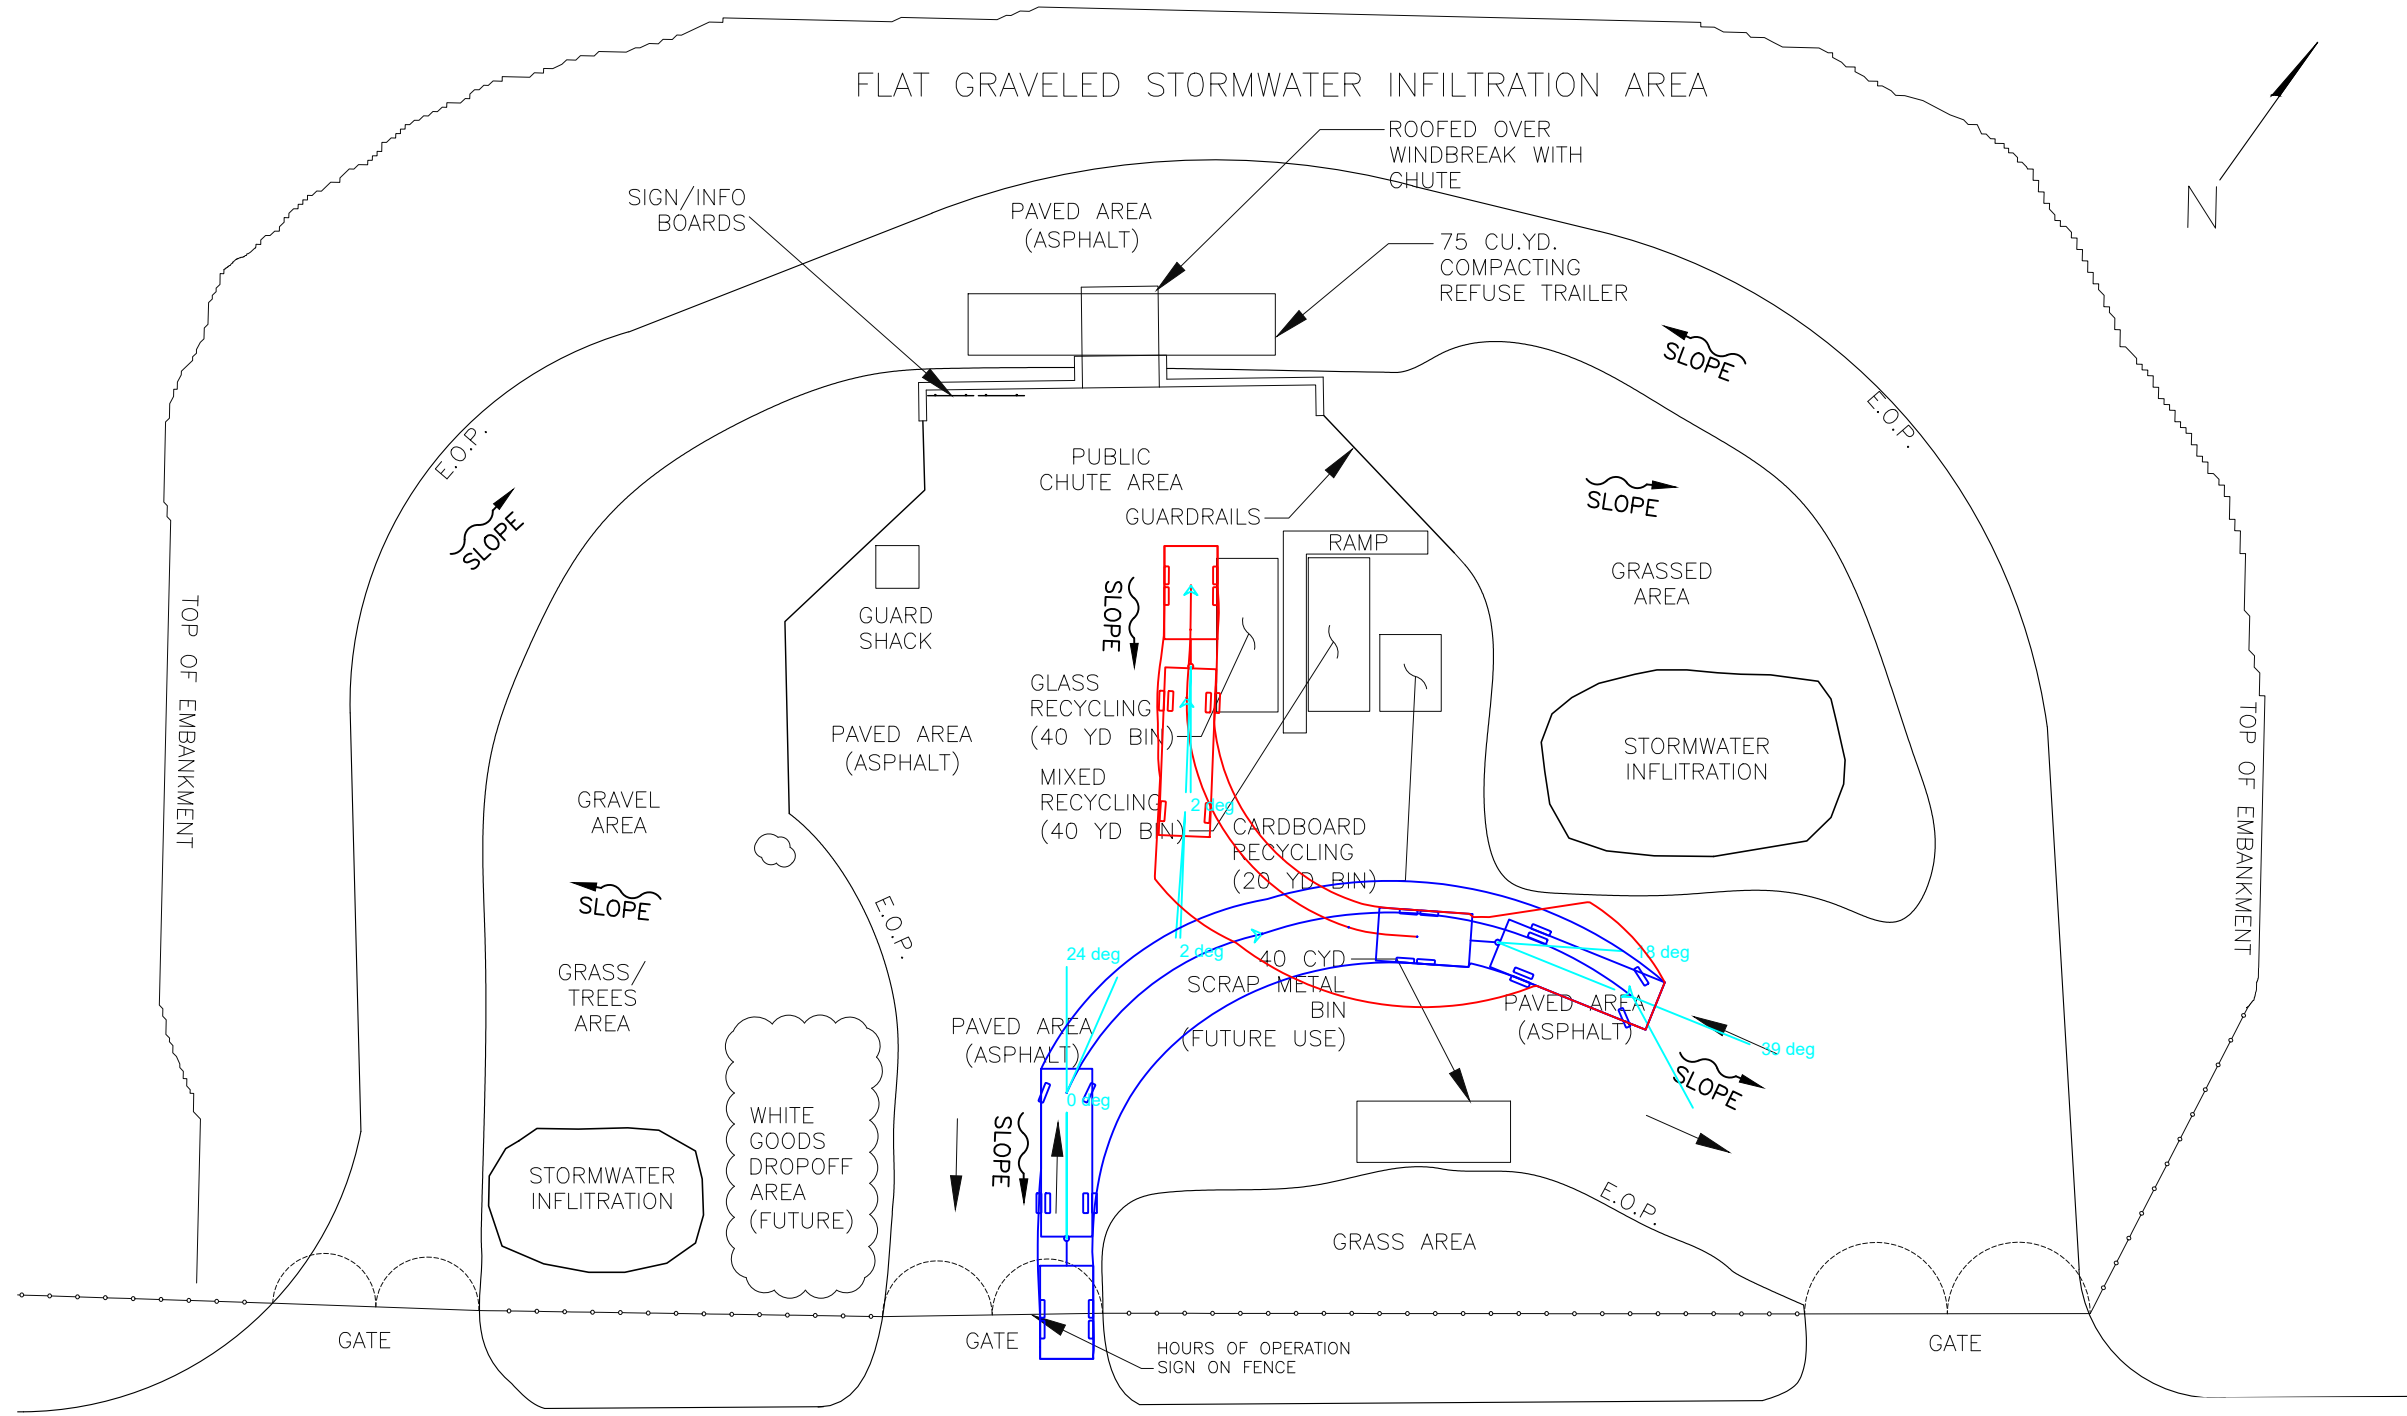 FLAT GRAVELED STORMWATER INFILTRATION AREA
ROOFED OVER
WINDBREAK WITH
CHUTE
SIGN/INFO
BOARDS
PAVED AREA
(ASPHALT)
75 CU.YD.
COMPACTING
REFUSE TRAILER
N
SLOPE
E.O.P.
E.O.P.
PUBLIC
CHUTE AREA
GUARDRAILS
SLOPE
SLOPE
RAMP
GRASSED
AREA
TOP OF EMBANKMENT
GUARD
SHACK
SLOPE
GLASS
RECYCLING
(40 YD BIN)
PAVED AREA
(ASPHALT)
MIXED
RECYCLING
(40 YD BIN)
2 deg
STORMWATER
INFLITRATION
TOP OF EMBANKMENT
GRAVEL
AREA
CARDBOARD
RECYCLING
(20 YD BIN)
SLOPE
E.O.P.
24 deg
2 deg
18 deg
40 CYD
SCRAP METAL
BIN
(FUTURE USE)
GRASS/
TREES
AREA
PAVED AREA
(ASPHALT)
PAVED AREA
(ASPHALT)
39 deg
SLOPE
0 deg
WHITE
GOODS
DROPOFF
AREA
(FUTURE)
SLOPE
STORMWATER
INFLITRATION
E.O.P.
GRASS AREA
GATE
GATE
GATE
HOURS OF OPERATION
SIGN ON FENCE